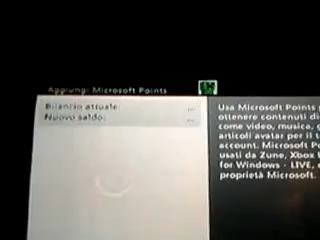 Aggiungi Microsoft Points
Bilancio attuale: ...
Nuovo saldo: ...
Usa Microsoft Points
ottenere contenuti di
come video, musica,
articoli avatar per il t
account. Microsoft Po
usati da Zune, Xbox
for Windows - LIVE,
proprietà Microsoft.